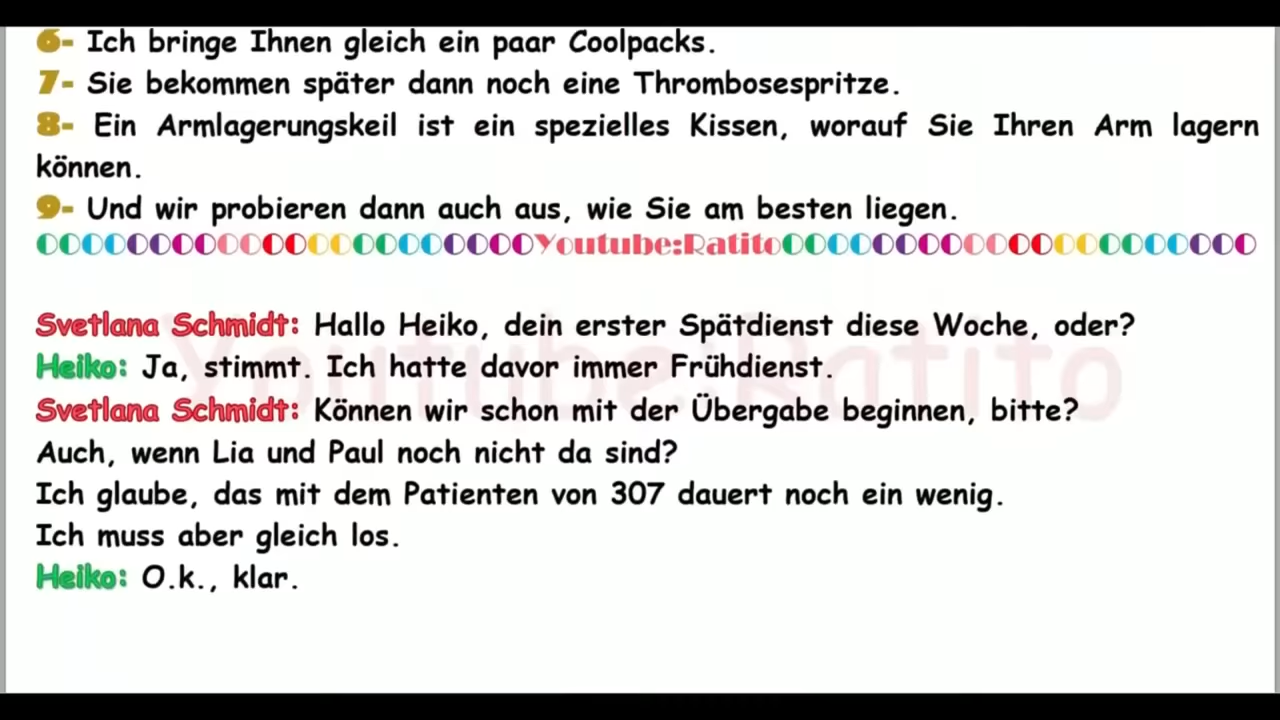 6- Ich bringe Ihnen gleich ein paar Coolpacks.
7- Sie bekommen später dann noch eine Thrombosespritze.
8- Ein Armlagerungskeil ist ein spezielles Kissen, worauf Sie Ihren Arm lagern
können.
9- Und wir probieren dann auch aus, wie Sie am besten liegen.
Youtube:Ratito
Svetlana Schmidt: Hallo Heiko, dein erster Spätdienst diese Woche, oder?
Heiko: Ja, stimmt. Ich hatte davor immer Frühdienst.
Youtube:Ratito
Svetlana Schmidt: Können wir schon mit der Übergabe beginnen, bitte?
Auch, wenn Lia und Paul noch nicht da sind?
Ich glaube, das mit dem Patienten von 307 dauert noch ein wenig.
Ich muss aber gleich los.
Heiko: O.k., klar.